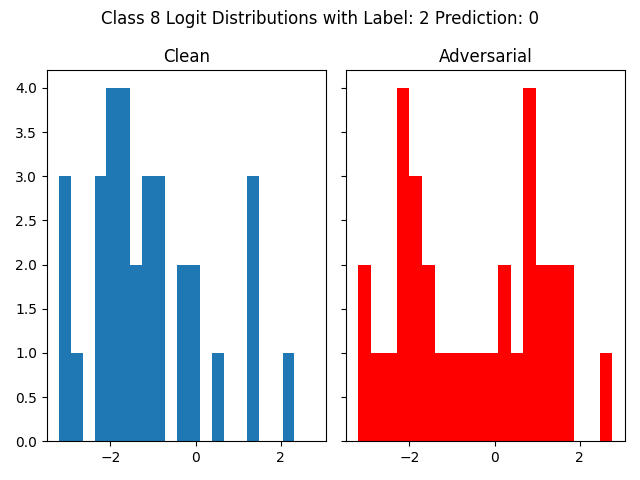 Class 8 Logit Distributions with Label: 2 Prediction: 0
Clean
Adversarial
4.0
3.5
3.0
2.5
2.0
1.5
1.0
0.5
0.0
−2 0 2
−2 0 2